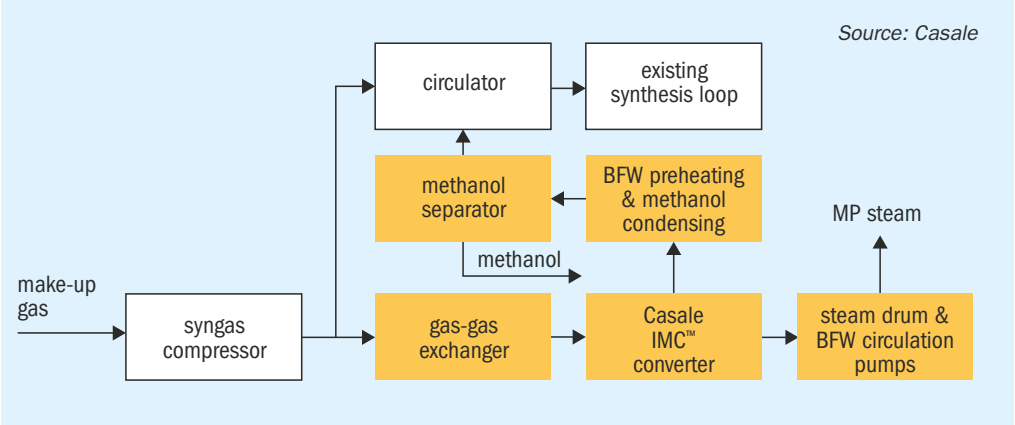 Source: Casale
circulator
existing
synthesis loop
methanol
separator
BFW preheating
& methanol
condensing
MP steam
methanol
make-up
gas
syngas
compressor
gas-gas
exchanger
Casale
IMC™
converter
steam drum &
BFW circulation
pumps